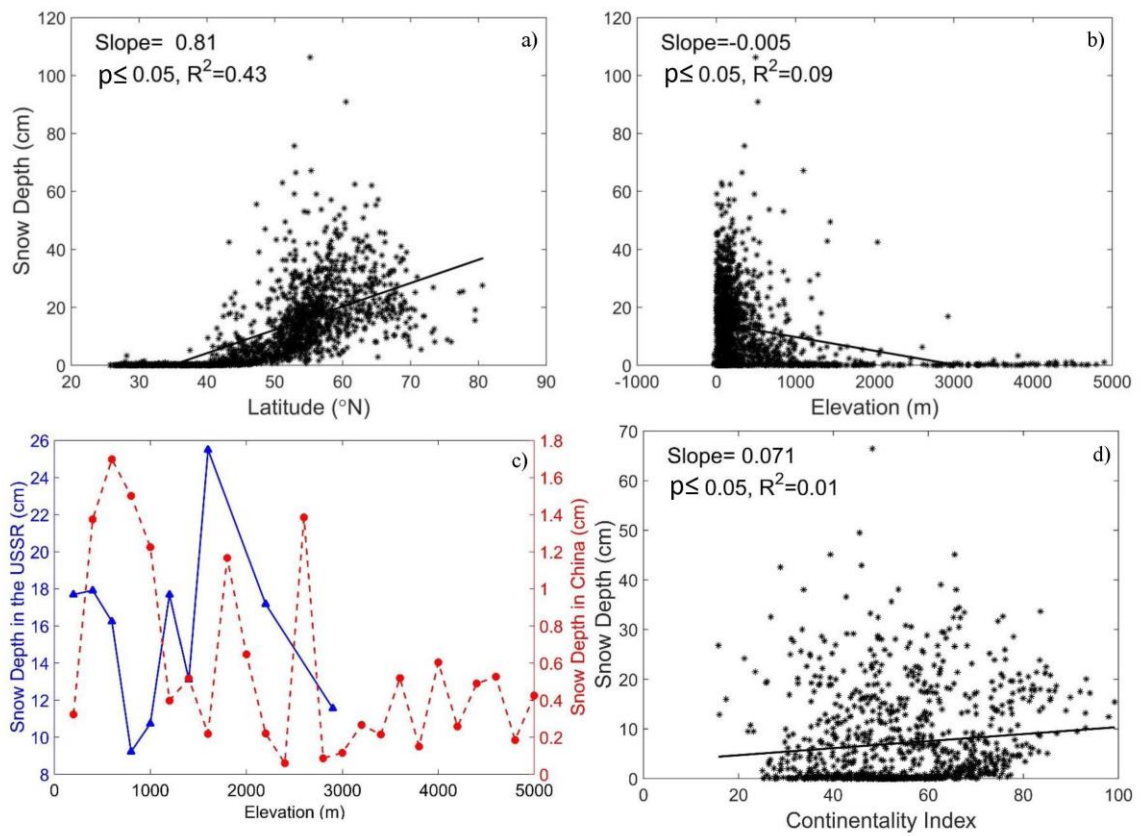 a)
Slope= 0.81
p≤ 0.05, R²=0.43
Snow Depth (cm)
120
100
80
60
40
20
0
20 30 40 50 60 70 80 90
Latitude (°N)
b)
Slope=-0.005
p≤ 0.05, R²=0.09
120
100
80
60
40
20
0
-1000 0 1000 2000 3000 4000 5000
Elevation (m)
c)
Snow Depth in the USSR (cm)
26
24
22
20
18
16
14
12
10
8
0 1000 2000 3000 4000 5000
Elevation (m)
1.8
1.6
1.4
1.2
1
0.8
0.6
0.4
0.2
0
Snow Depth in China (cm)
d)
Slope= 0.071
p≤ 0.05, R²=0.01
Snow Depth (cm)
70
60
50
40
30
20
10
0
0 20 40 60 80 100
Continentality Index